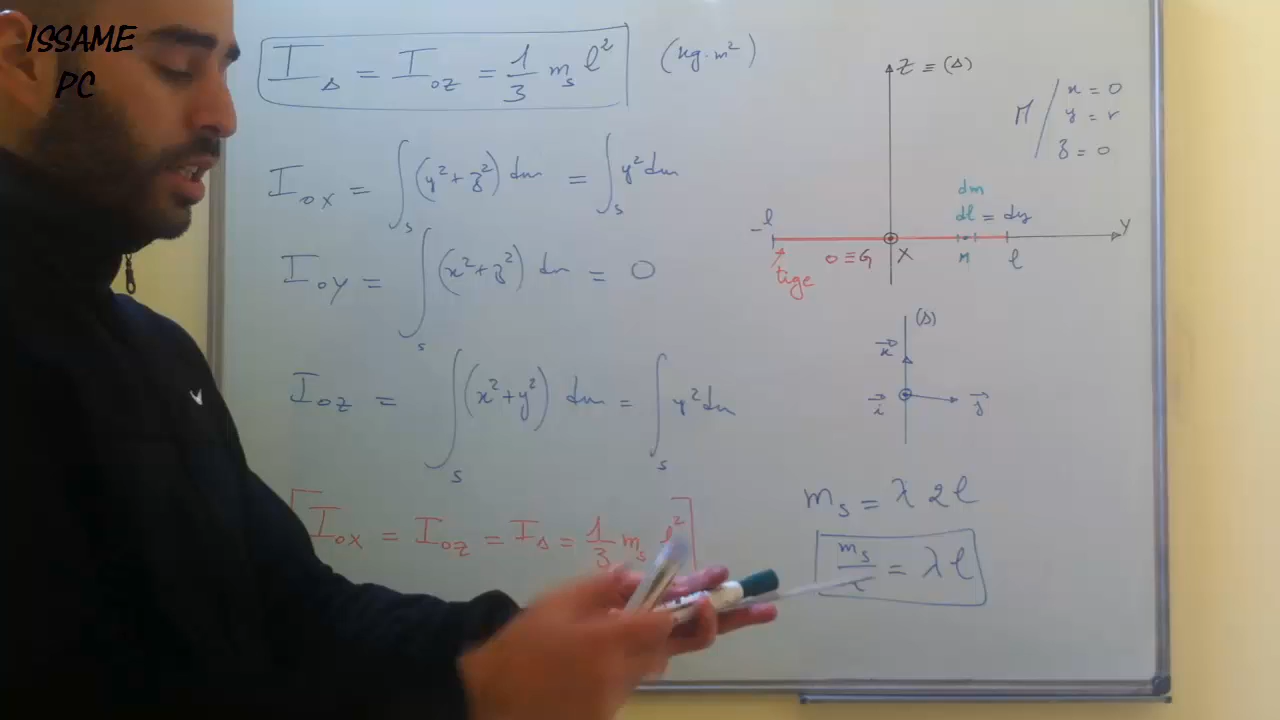 ISSAME
PC
I_Δ = I_oz = 1/3 m_s l² (kg.m²)
I_ox = ∫_s (y² + z²) dm = ∫_s y² dm
I_oy = ∫_s (x² + z²) dm = 0
I_oz = ∫_s (x² + y²) dm = ∫_s y² dm
I_ox = I_oz = I_Δ = 1/3 m_s l²
Z ≡ (Δ)
M / x = 0
y = r
z = 0
dm
dl = dy
Y
-l
O ≡ G
X
M
l
tige
(Δ)
k⃗
i⃗
j⃗
m_s = λ 2l
m_s/2 = λ l